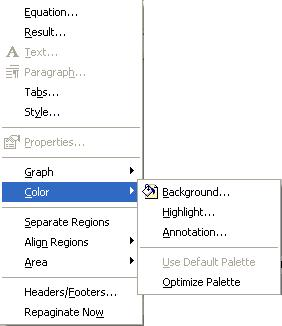 Equation...
Result...
Text...
Paragraph...
Tabs...
Style...
Properties...
Graph
Color
Separate Regions
Align Regions
Area
Headers/Footers...
Repaginate Now
Background...
Highlight...
Annotation...
Use Default Palette
Optimize Palette